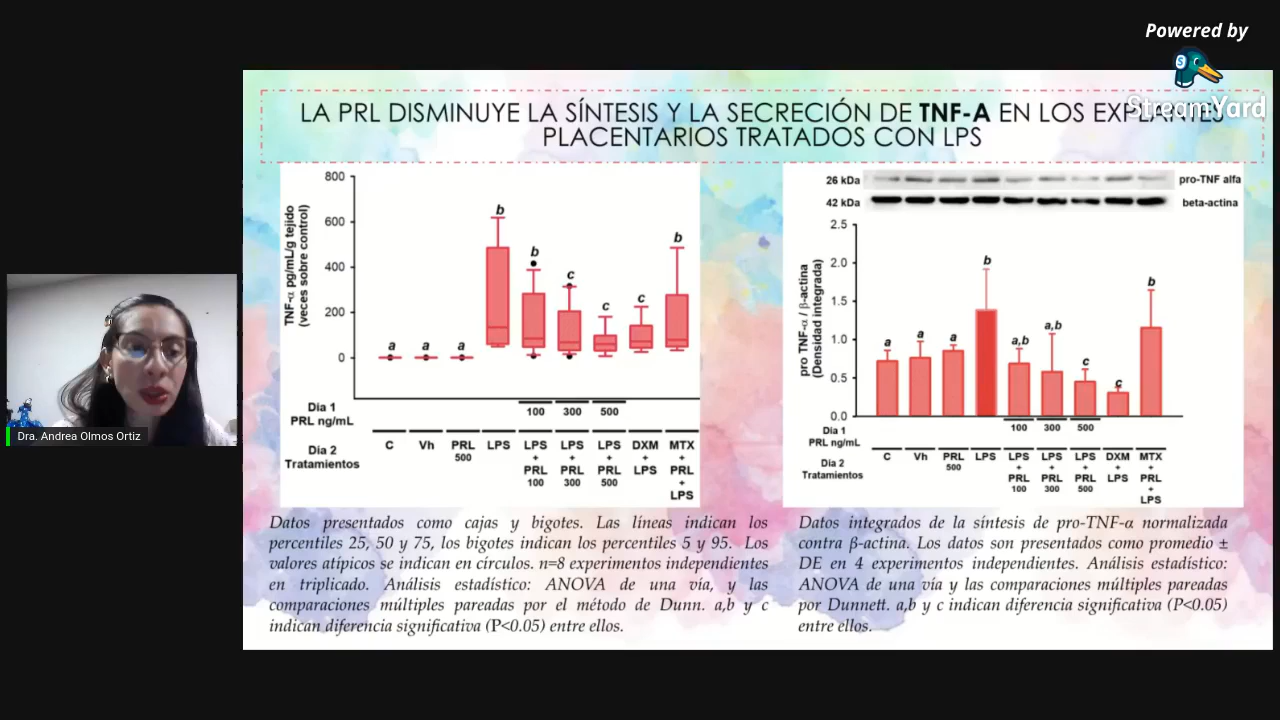 Powered by
StreamYard
LA PRL DISMINUYE LA SÍNTESIS Y LA SECRECIÓN DE TNF-A EN LOS EXPLANTES
PLACENTARIOS TRATADOS CON LPS
TNF-α pg/mL/g tejido
(veces sobre control)
800
600
400
200
0
a a a b b c c c b
Dia 1
PRL ng/mL
100 300 500
Dia 2
Tratamientos
C Vh PRL 500 LPS LPS + PRL 100 LPS + PRL 300 LPS + PRL 500 DXM + LPS MTX + PRL + LPS
26 kDa pro-TNF alfa
42 kDa beta-actina
pro TNF-α / β-actina
(Densidad integrada)
2.5
2.0
1.5
1.0
0.5
0.0
a a a b a,b a,b c c b
Dia 1
PRL ng/mL
100 300 500
Dia 2
Tratamientos
C Vh PRL 500 LPS LPS + PRL 100 LPS + PRL 300 LPS + PRL 500 DXM + LPS MTX + PRL + LPS
Datos presentados como cajas y bigotes. Las líneas indican los
percentiles 25, 50 y 75, los bigotes indican los percentiles 5 y 95. Los
valores atípicos se indican en círculos. n=8 experimentos independientes
en triplicado. Análisis estadístico: ANOVA de una vía, y las
comparaciones múltiples pareadas por el método de Dunn. a,b y c
indican diferencia significativa (P<0.05) entre ellos.
Datos integrados de la síntesis de pro-TNF-α normalizada
contra β-actina. Los datos son presentados como promedio ±
DE en 4 experimentos independientes. Análisis estadístico:
ANOVA de una vía y las comparaciones múltiples pareadas
por Dunnett. a,b y c indican diferencia significativa (P<0.05)
entre ellos.
Dra. Andrea Olmos Ortiz